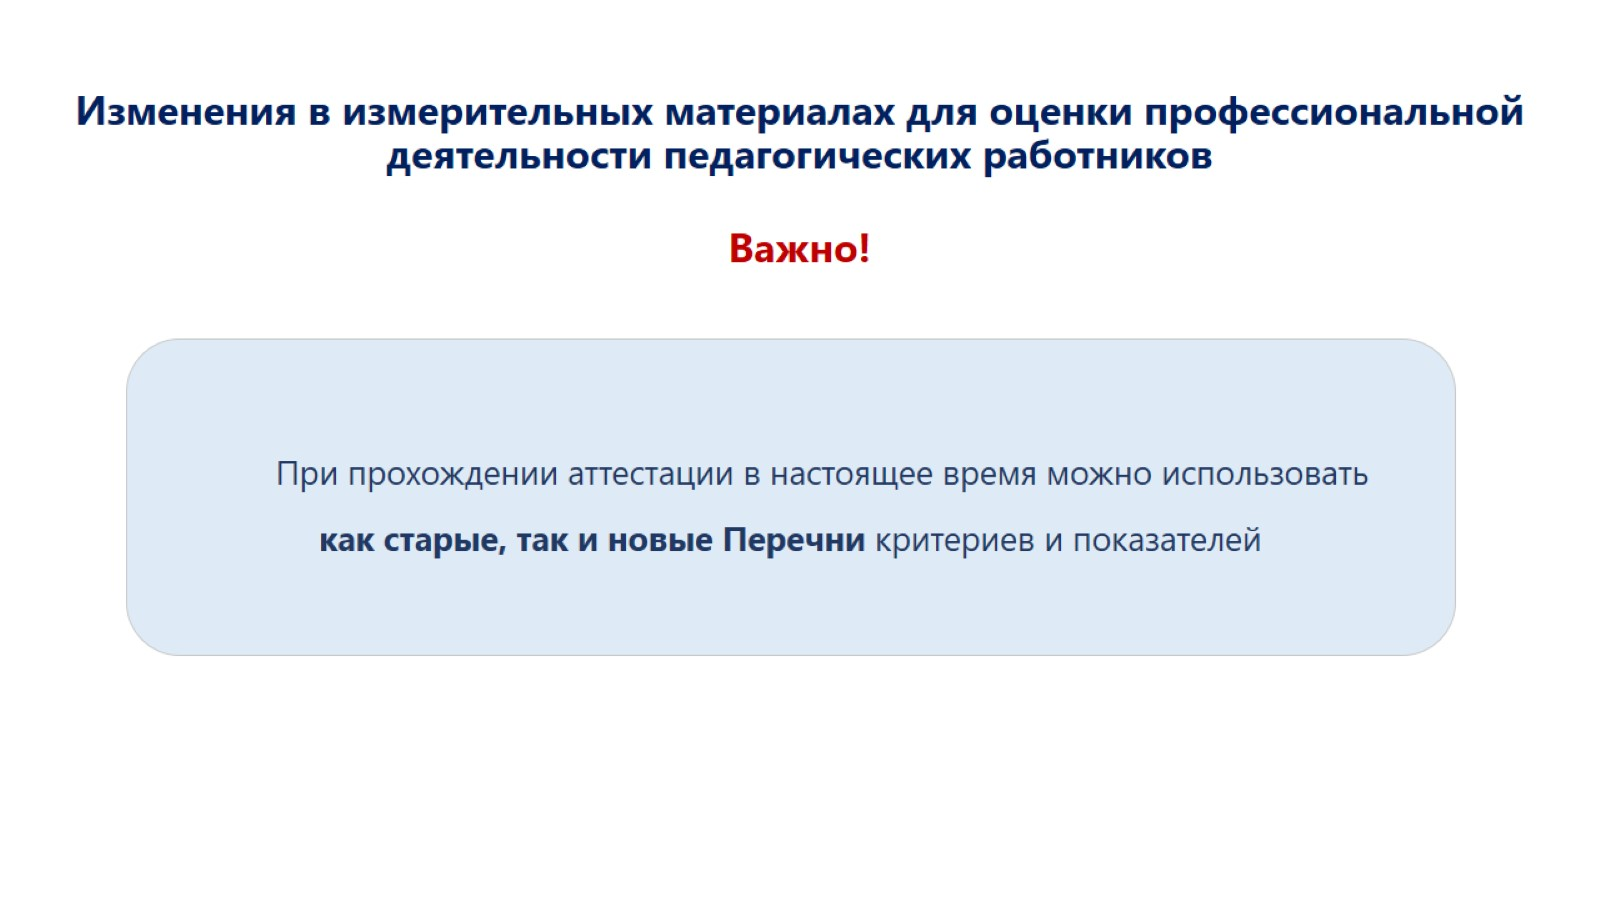 Изменения в измерительных материалах для оценки профессиональной
деятельности педагогических работников
Важно!
При прохождении аттестации в настоящее время можно использовать
как старые, так и новые Перечни критериев и показателей